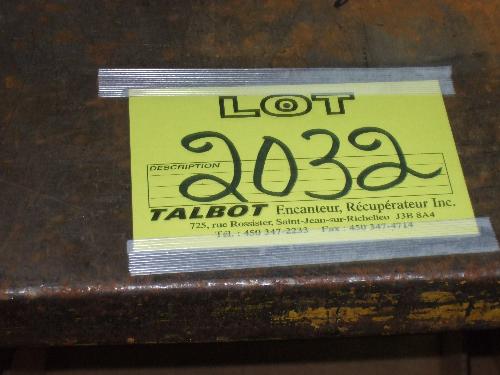 LOT
2032
DESCRIPTION
TALBOT Encanteur, Récupérateur Inc.
725, rue Rossiter, Saint-Jean-sur-Richelieu J3B 8A4
Tél. : 450 347-2233 Fax : 450 347-4714